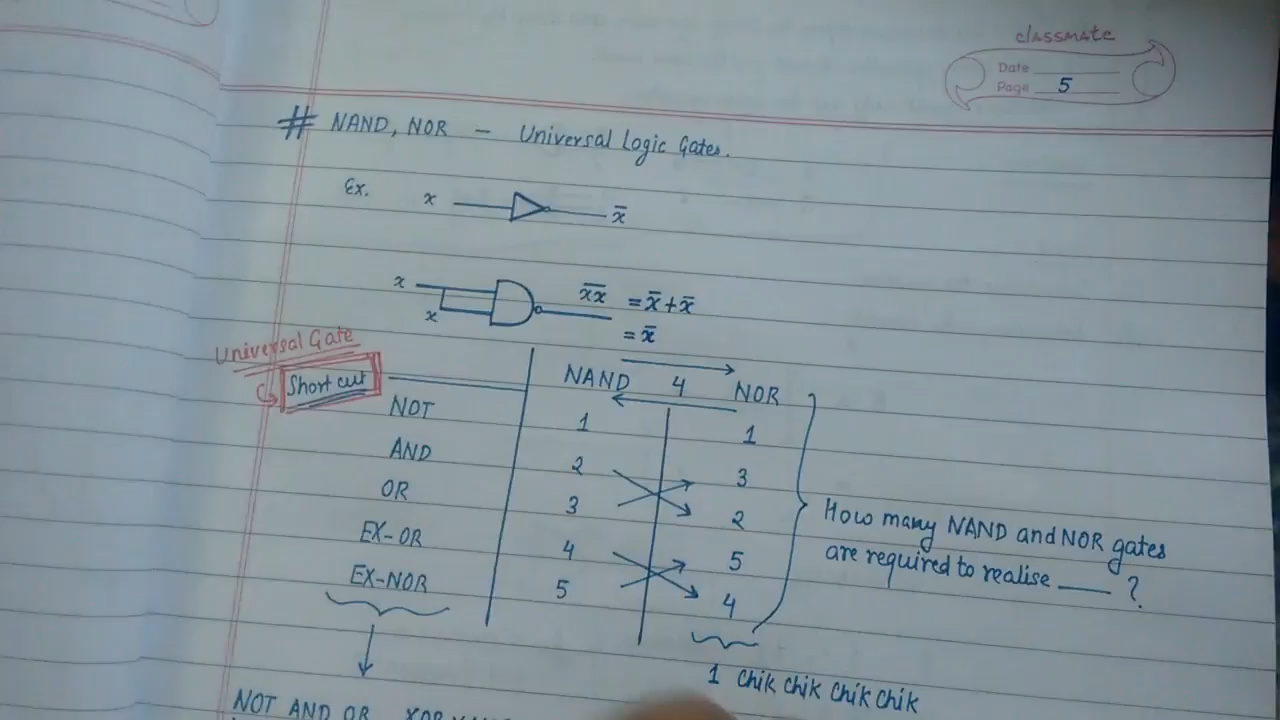 classmate
Date
Page 5
# NAND, NOR - Universal Logic Gates.
Ex. x x̄
x
x
x̄x̄ = x̄ + x̄
= x̄
Universal Gate
Short cut
NAND 4 NOR
NOT 1 1
AND 2 3
OR 3 2
EX-OR 4 5
EX-NOR 5 4
How many NAND and NOR gates
are required to realise ___ ?
1 Chik Chik Chik Chik
NOT AND OR